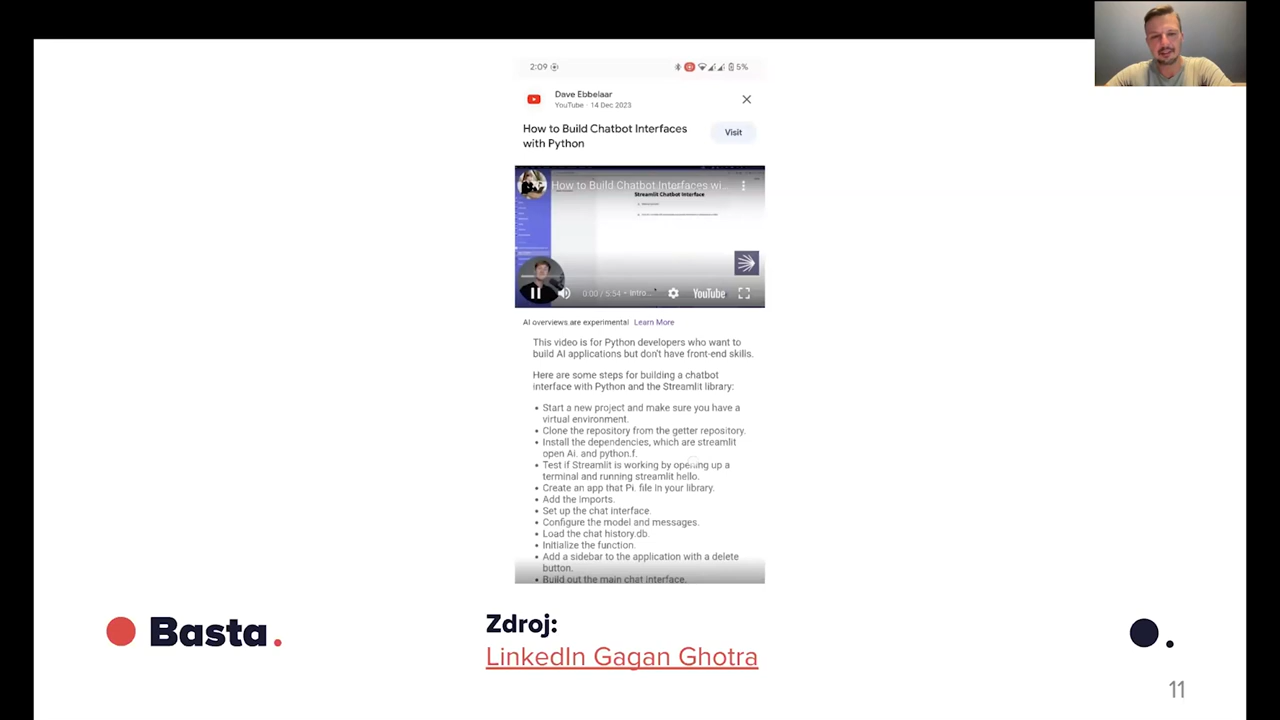 2:09
5%
Dave Ebbelaar
YouTube · 14 Dec 2023
How to Build Chatbot Interfaces
with Python
Visit
How to Build Chatbot Interfaces wi...
Streamlit Chatbot Interface
0:00 / 5:54 • Intro...
YouTube
AI overviews are experimental Learn More
This video is for Python developers who want to
build AI applications but don't have front-end skills.
Here are some steps for building a chatbot
interface with Python and the Streamlit library:
• Start a new project and make sure you have a
virtual environment.
• Clone the repository from the getter repository.
• Install the dependencies, which are streamlit
open Ai. and python.f.
• Test if Streamlit is working by opening up a
terminal and running streamlit hello.
• Create an app that Pi. file in your library.
• Add the imports.
• Set up the chat interface.
• Configure the model and messages.
• Load the chat history.db.
• Initialize the function.
• Add a sidebar to the application with a delete
button.
• Build out the main chat interface.
Basta.
Zdroj:
LinkedIn Gagan Ghotra
11